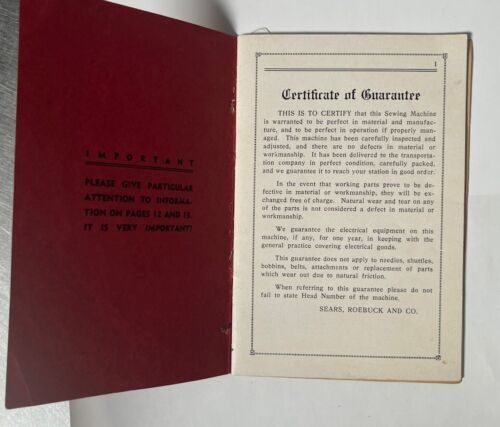 IMPORTANT
PLEASE GIVE PARTICULAR
ATTENTION TO INFORMA-
TION ON PAGES 12 AND 13.
IT IS VERY IMPORTANT!
1
Certificate of Guarantee
THIS IS TO CERTIFY that this Sewing Machine
is warranted to be perfect in material and manufac-
ture, and to be perfect in operation if properly man-
aged. This machine has been carefully inspected and
adjusted, and there are no defects in material or
workmanship. It has been delivered to the transporta-
tion company in perfect condition, carefully packed,
and we guarantee it to reach your station in good order.
In the event that working parts prove to be de-
fective in material or workmanship, they will be ex-
changed free of charge. Natural wear and tear on any
of the parts is not considered a defect in material or
workmanship.
We guarantee the electrical equipment on this
machine, if any, for one year, in keeping with the
general practice covering electrical goods.
This guarantee does not apply to needles, shuttles,
bobbins, belts, attachments or replacement of parts
which wear out due to natural friction.
When referring to this guarantee please do not
fail to state Head Number of the machine.
SEARS, ROEBUCK AND CO.